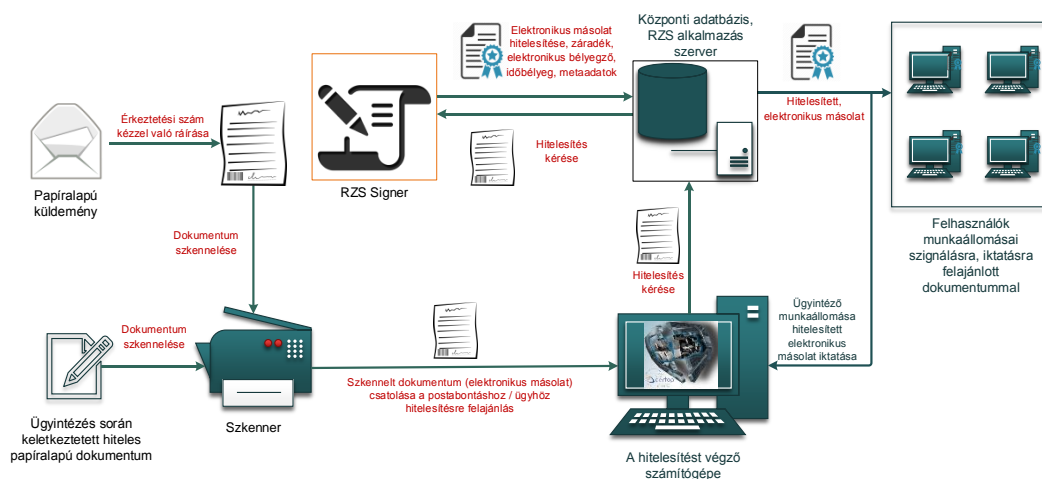 Elektronikus másolat
hitelesítése, záradék,
elektronikus bélyegző,
időbélyeg, metaadatok
Központi adatbázis,
RZS alkalmazás
szerver
Érkeztetési szám
kézzel való ráírása
Hitelesített,
elektronikus másolat
Hitelesítés
kérése
Papíralapú
küldemény
RZS Signer
Felhasználók
munkaállomásai
szignálásra, iktatásra
felajánlott
dokumentummal
Dokumentum
szkennelése
Hitelesítés
kérése
Ügyintéző
munkaállomása
hitelesített
elektronikus
másolat iktatása
Dokumentum
szkennelése
Szkennelt dokumentum (elektronikus másolat)
csatolása a postabontáshoz / ügyhöz
hitelesítésre felajánlás
Ügyintézés során
keletkeztetett hiteles
papíralapú dokumentum
Szkenner
A hitelesítést végző
számítógépe